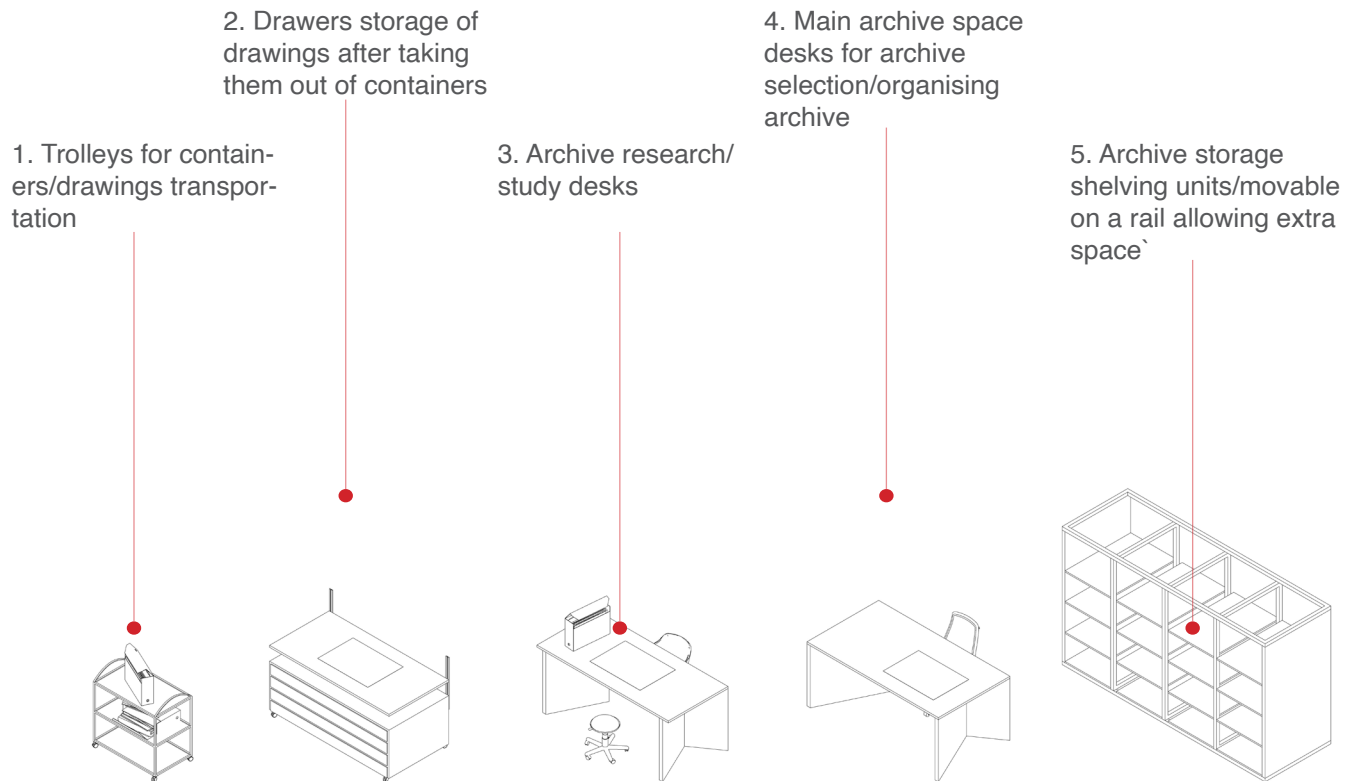 1. Trolleys for contain-
ers/drawings transpor-
tation
2. Drawers storage of
drawings after taking
them out of containers
3. Archive research/
study desks
4. Main archive space
desks for archive
selection/organising
archive
5. Archive storage
shelving units/movable
on a rail allowing extra
space`